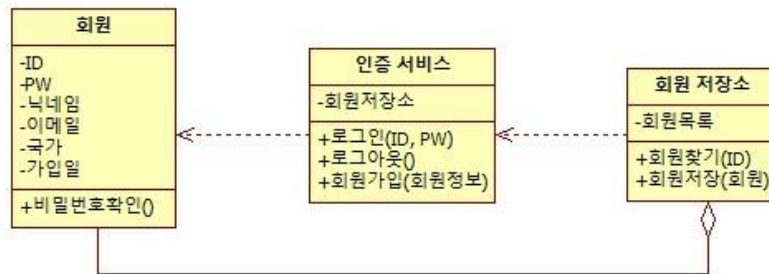 회원
-ID
-PW
-닉네임
-이메일
-국가
-가입일
+비밀번호확인()
인증 서비스
-회원저장소
+로그인(ID, PW)
+로그아웃()
+회원가입(회원정보)
회원 저장소
-회원목록
+회원찾기(ID)
+회원저장(회원)